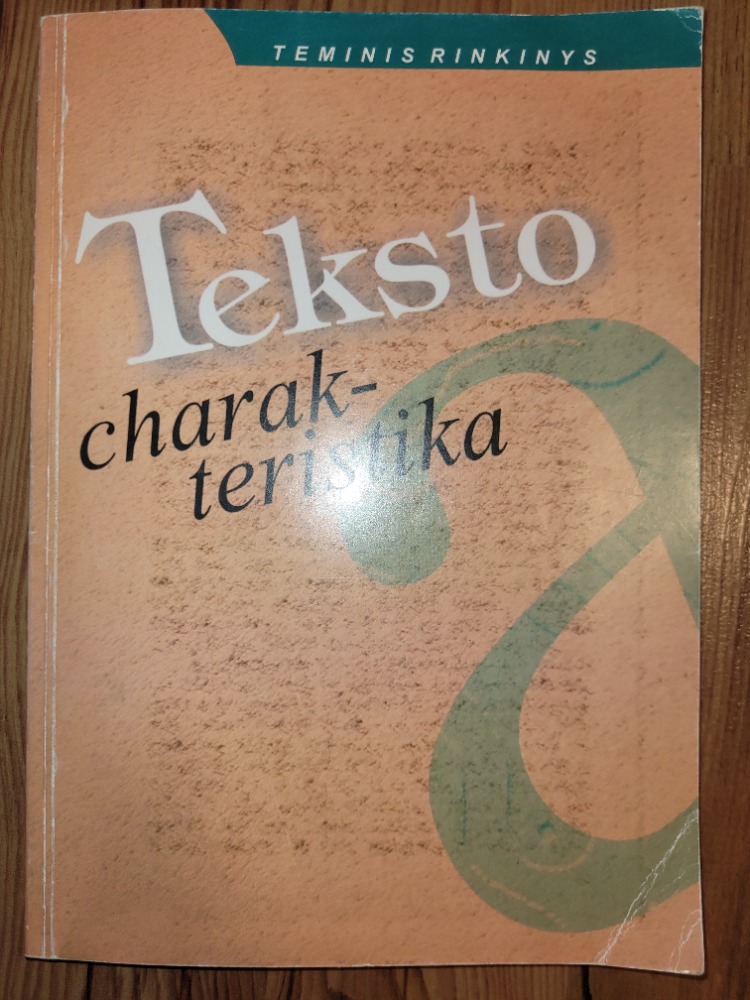 TEMINIS RINKINYS
Teksto
charak-
teristika